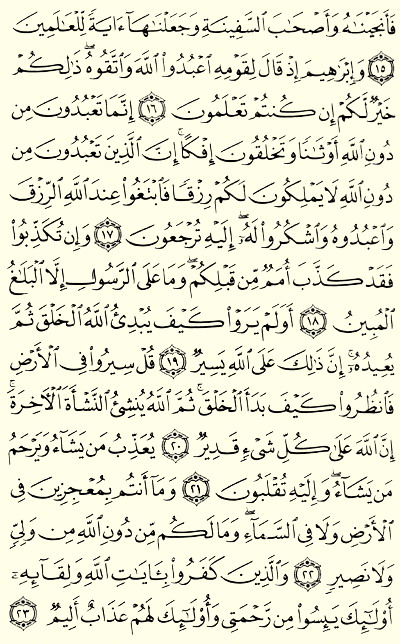 فَأَنجَيۡنَٰهُ وَأَصۡحَٰبَ ٱلسَّفِينَةِ وَجَعَلۡنَٰهَآ ءَايَةٗ لِّلۡعَٰلَمِينَ
١٥ وَإِبۡرَٰهِيمَ إِذۡ قَالَ لِقَوۡمِهِ ٱعۡبُدُواْ ٱللَّهَ وَٱتَّقُوهُۖ ذَٰلِكُمۡ
خَيۡرٞ لَّكُمۡ إِن كُنتُمۡ تَعۡلَمُونَ ١٦ إِنَّمَا تَعۡبُدُونَ مِن
دُونِ ٱللَّهِ أَوۡثَٰنٗا وَتَخۡلُقُونَ إِفۡكًاۚ إِنَّ ٱلَّذِينَ تَعۡبُدُونَ مِن
دُونِ ٱللَّهِ لَا يَمۡلِكُونَ لَكُمۡ رِزۡقٗا فَٱبۡتَغُواْ عِندَ ٱللَّهِ ٱلرِّزۡقَ
وَٱعۡبُدُوهُ وَٱشۡكُرُواْ لَهُۥٓۖ إِلَيۡهِ تُرۡجَعُونَ ١٧ وَإِن تُكَذِّبُواْ
فَقَدۡ كَذَّبَ أُمَمٞ مِّن قَبۡلِكُمۡۖ وَمَا عَلَى ٱلرَّسُولِ إِلَّا ٱلۡبَلَٰغُ
ٱلۡمُبِينُ ١٨ أَوَلَمۡ يَرَوۡاْ كَيۡفَ يُبۡدِئُ ٱللَّهُ ٱلۡخَلۡقَ ثُمَّ
يُعِيدُهُۥٓۚ إِنَّ ذَٰلِكَ عَلَى ٱللَّهِ يَسِيرٞ ١٩ قُلۡ سِيرُواْ فِي ٱلۡأَرۡضِ
فَٱنظُرُواْ كَيۡفَ بَدَأَ ٱلۡخَلۡقَۚ ثُمَّ ٱللَّهُ يُنشِئُ ٱلنَّشۡأَةَ ٱلۡأٓخِرَةَۚ
إِنَّ ٱللَّهَ عَلَىٰ كُلِّ شَيۡءٖ قَدِيرٞ ٢٠ يُعَذِّبُ مَن يَشَآءُ وَيَرۡحَمُ
مَن يَشَآءُۖ وَإِلَيۡهِ تُقۡلَبُونَ ٢١ وَمَآ أَنتُم بِمُعۡجِزِينَ فِي
ٱلۡأَرۡضِ وَلَا فِي ٱلسَّمَآءِۖ وَمَا لَكُم مِّن دُونِ ٱللَّهِ مِن وَلِيّٖ
وَلَا نَصِيرٖ ٢٢ وَٱلَّذِينَ كَفَرُواْ بِـَٔايَٰتِ ٱللَّهِ وَلِقَآئِهِۦٓ
أُوْلَٰٓئِكَ يَئِسُواْ مِن رَّحۡمَتِي وَأُوْلَٰٓئِكَ لَهُمۡ عَذَابٌ أَلِيمٞ ٢٣